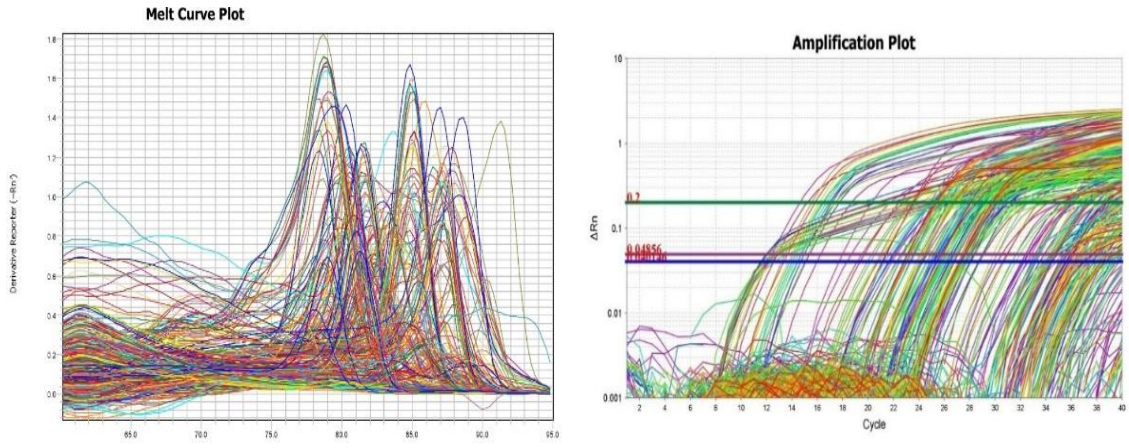 Melt Curve Plot
Derivative Reporter (-Rn')
1.8
1.6
1.4
1.2
1.0
0.8
0.6
0.4
0.2
0.0
65.0 70.0 75.0 80.0 85.0 90.0 95.0
Amplification Plot
ΔRn
10
1
0.1
0.01
0.001
0.2
0.04856
2 4 6 8 10 12 14 16 18 20 22 24 26 28 30 32 34 36 38 40
Cycle